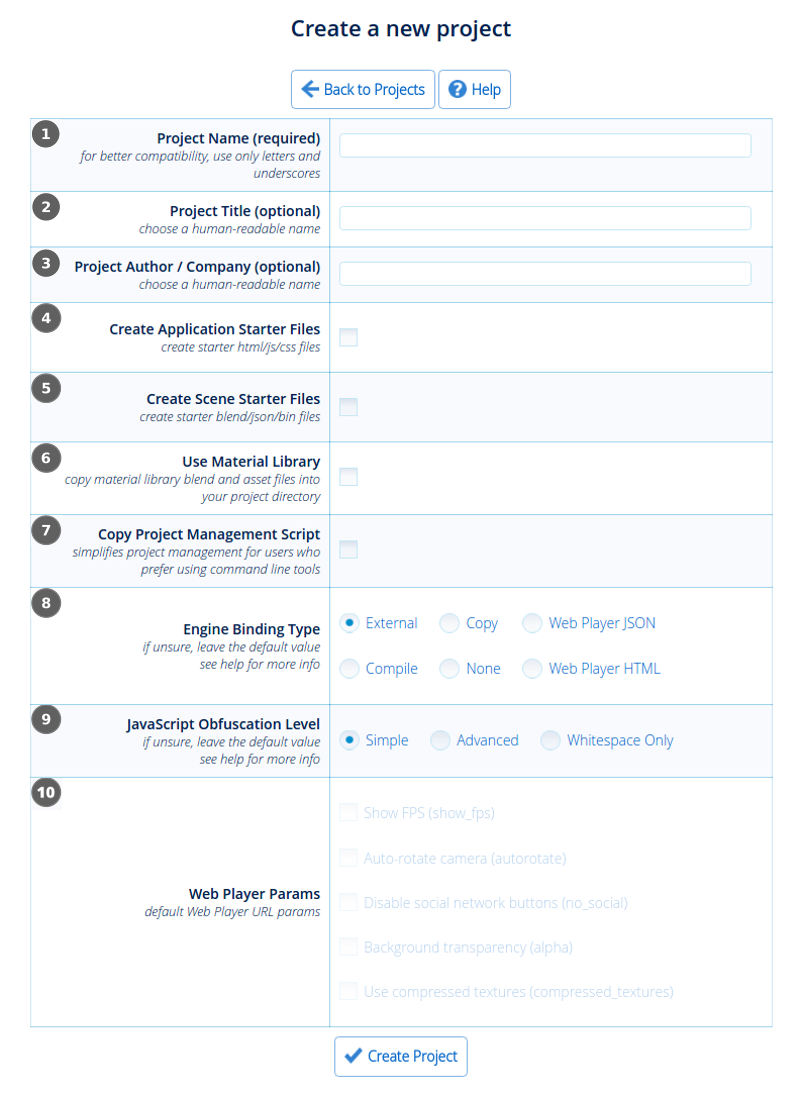 Create a new project
Back to Projects
Help
1
Project Name (required)
for better compatibility, use only letters and
underscores
2
Project Title (optional)
choose a human-readable name
3
Project Author / Company (optional)
choose a human-readable name
4
Create Application Starter Files
create starter html/js/css files
5
Create Scene Starter Files
create starter blend/json/bin files
6
Use Material Library
copy material library blend and asset files into
your project directory
7
Copy Project Management Script
simplifies project management for users who
prefer using command line tools
8
Engine Binding Type
if unsure, leave the default value
see help for more info
External Copy Web Player JSON
Compile None Web Player HTML
9
JavaScript Obfuscation Level
if unsure, leave the default value
see help for more info
Simple Advanced Whitespace Only
10
Web Player Params
default Web Player URL params
Show FPS (show_fps)
Auto-rotate camera (autorotate)
Disable social network buttons (no_social)
Background transparency (alpha)
Use compressed textures (compressed_textures)
Create Project